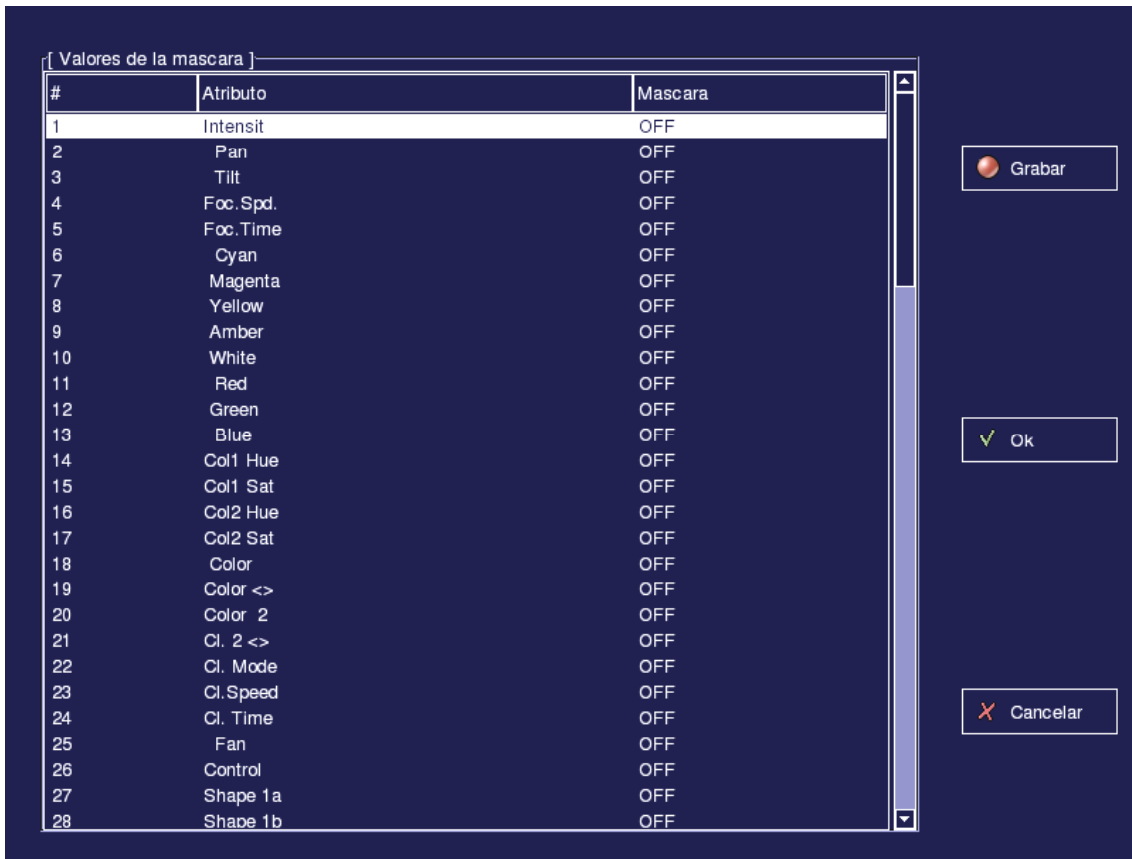 [ Valores de la mascara ]
# Atributo Mascara
1 Intensit OFF
2 Pan OFF
3 Tilt OFF
4 Foc.Spd. OFF
5 Foc.Time OFF
6 Cyan OFF
7 Magenta OFF
8 Yellow OFF
9 Amber OFF
10 White OFF
11 Red OFF
12 Green OFF
13 Blue OFF
14 Col1 Hue OFF
15 Col1 Sat OFF
16 Col2 Hue OFF
17 Col2 Sat OFF
18 Color OFF
19 Color <> OFF
20 Color 2 OFF
21 Cl. 2 <> OFF
22 Cl. Mode OFF
23 Cl.Speed OFF
24 Cl. Time OFF
25 Fan OFF
26 Control OFF
27 Shape 1a OFF
28 Shape 1b OFF
Grabar
Ok
Cancelar